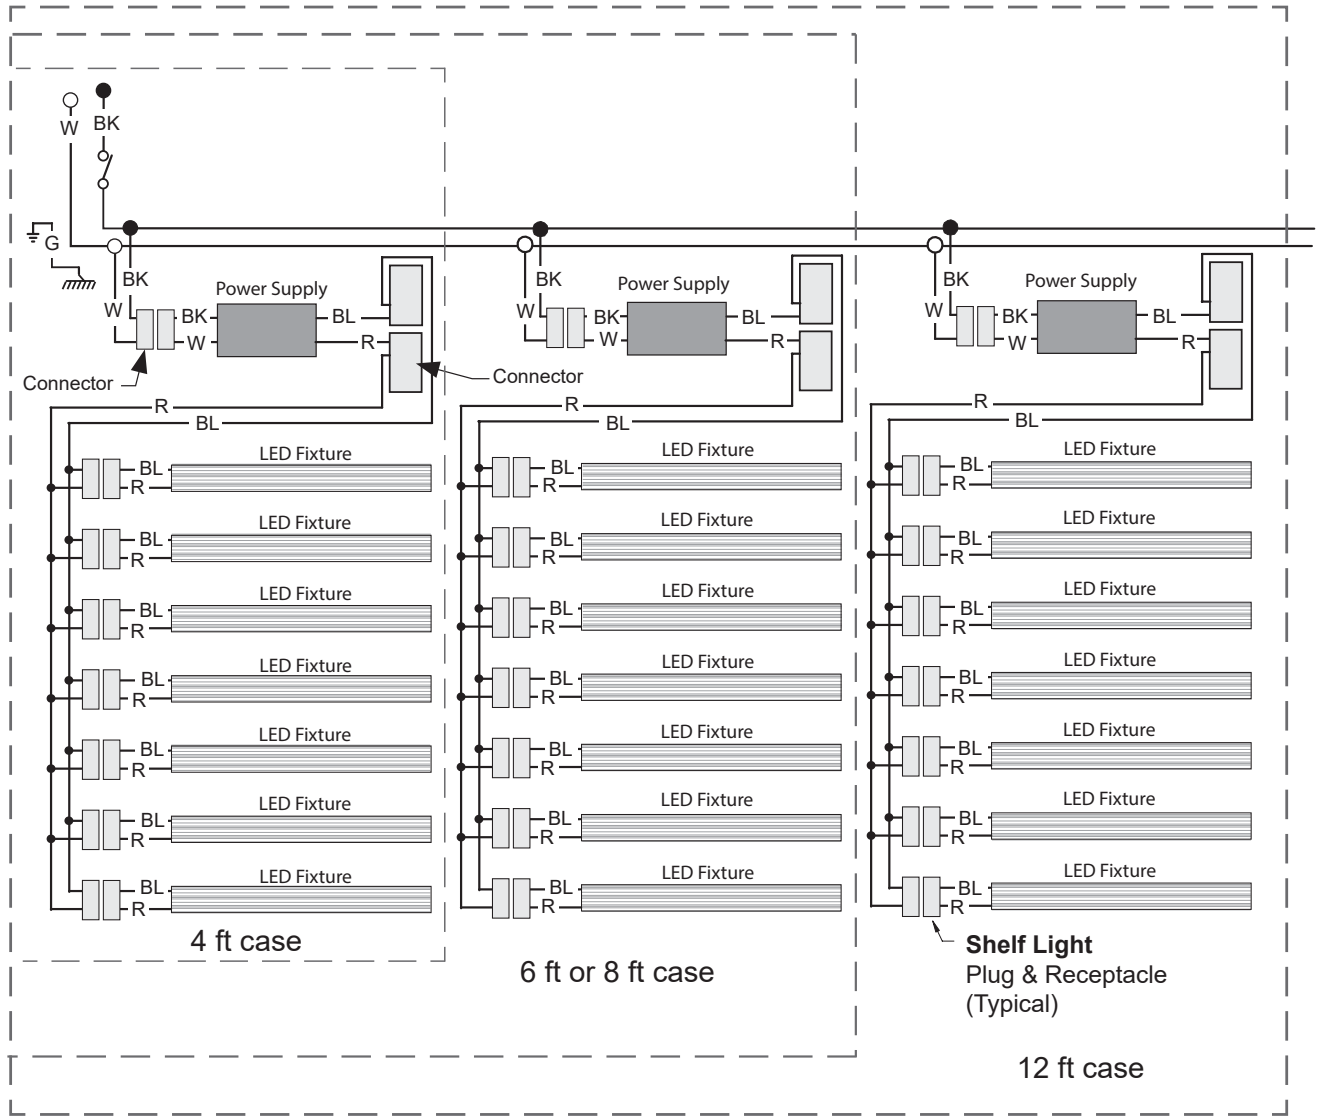 W
BK
G
BK
W
Power Supply
BK
BL
W
R
Connector
Connector
R
BL
LED Fixture
BL
R
LED Fixture
BL
R
LED Fixture
BL
R
LED Fixture
BL
R
LED Fixture
BL
R
LED Fixture
BL
R
LED Fixture
BL
R
4 ft case
BK
W
Power Supply
BK
BL
W
R
R
BL
LED Fixture
BL
R
LED Fixture
BL
R
LED Fixture
BL
R
LED Fixture
BL
R
LED Fixture
BL
R
LED Fixture
BL
R
LED Fixture
BL
R
6 ft or 8 ft case
BK
W
Power Supply
BK
BL
W
R
R
BL
LED Fixture
BL
R
LED Fixture
BL
R
LED Fixture
BL
R
LED Fixture
BL
R
LED Fixture
BL
R
LED Fixture
BL
R
LED Fixture
BL
R
Shelf Light
Plug & Receptacle
(Typical)
12 ft case